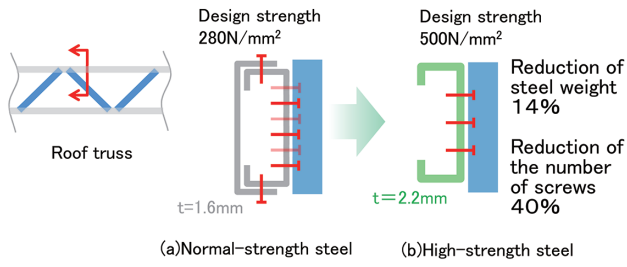 Roof truss
Design strength
280N/mm²
t=1.6mm
(a)Normal-strength steel
Design strength
500N/mm²
t=2.2mm
(b)High-strength steel
Reduction of
steel weight
14%
Reduction of
the number
of screws
40%